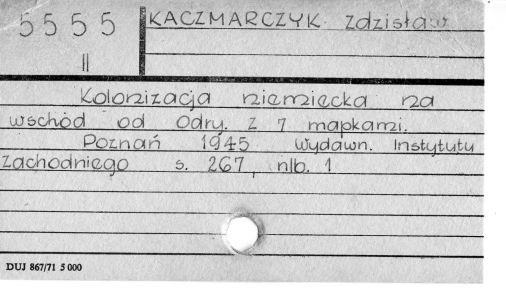 5555 KACZMARCZYK Zdzisław
II
Kolonizacja niemiecka na
wschód od Odry. Z 7 mapkami.
Poznań 1945 wydawn. Instytutu
Zachodniego s. 267, nlb. 1
DUJ 867/71 5 000